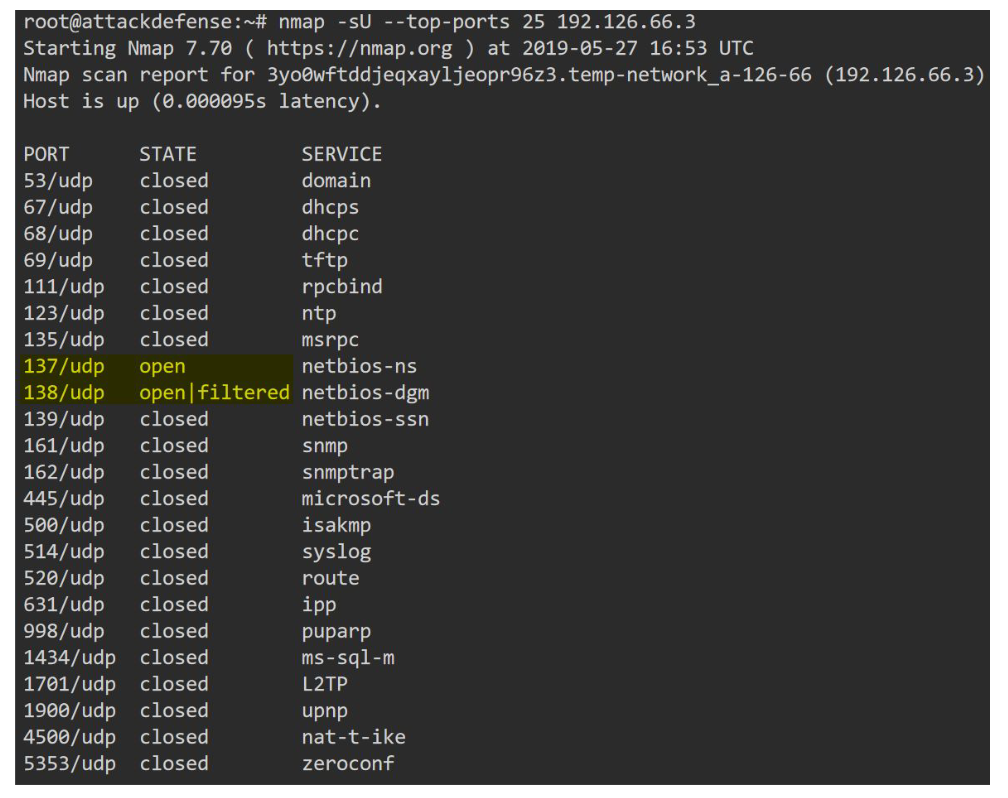 root@attackdefense:~# nmap -sU --top-ports 25 192.126.66.3
Starting Nmap 7.70 ( https://nmap.org ) at 2019-05-27 16:53 UTC
Nmap scan report for 3yo0wftddjeqxayljeopr96z3.temp-network_a-126-66 (192.126.66.3)
Host is up (0.000095s latency).
PORT STATE SERVICE
53/udp closed domain
67/udp closed dhcps
68/udp closed dhcpc
69/udp closed tftp
111/udp closed rpcbind
123/udp closed ntp
135/udp closed msrpc
137/udp open netbios-ns
138/udp open|filtered netbios-dgm
139/udp closed netbios-ssn
161/udp closed snmp
162/udp closed snmptrap
445/udp closed microsoft-ds
500/udp closed isakmp
514/udp closed syslog
520/udp closed route
631/udp closed ipp
998/udp closed puparp
1434/udp closed ms-sql-m
1701/udp closed L2TP
1900/udp closed upnp
4500/udp closed nat-t-ike
5353/udp closed zeroconf